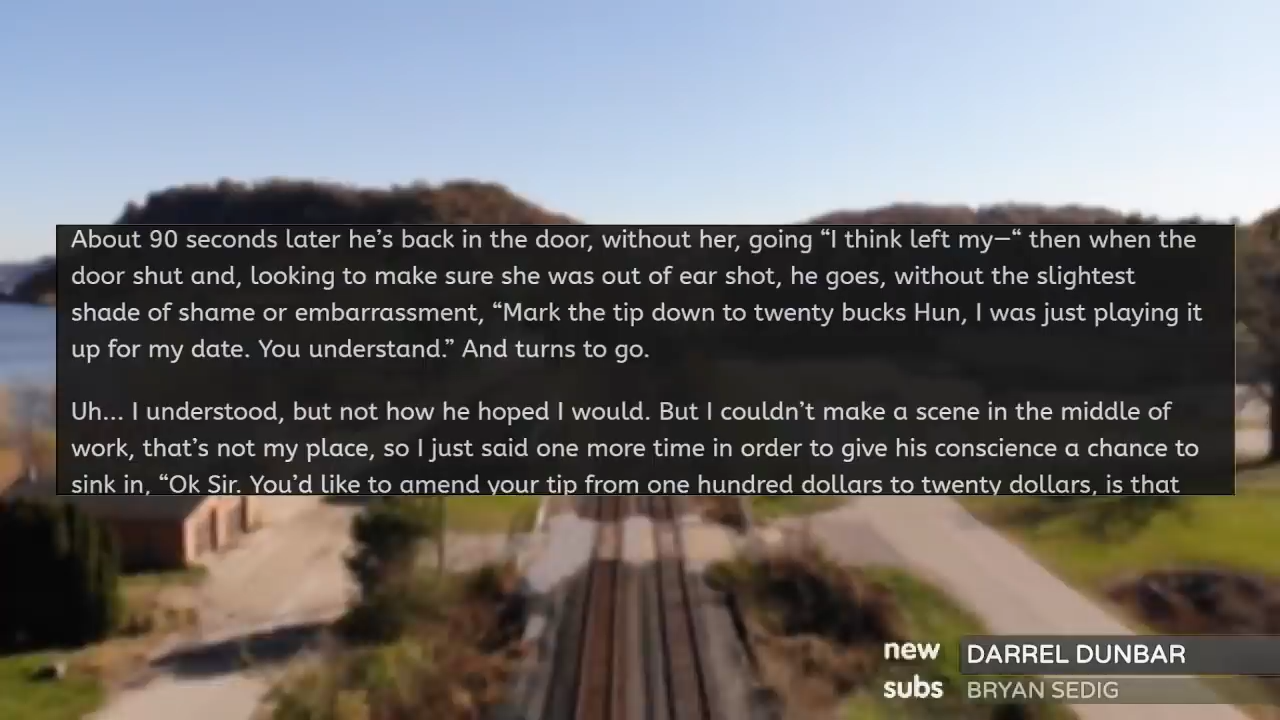 About 90 seconds later he’s back in the door, without her, going “I think left my—“ then when the
door shut and, looking to make sure she was out of ear shot, he goes, without the slightest
shade of shame or embarrassment, “Mark the tip down to twenty bucks Hun, I was just playing it
up for my date. You understand.” And turns to go.
Uh... I understood, but not how he hoped I would. But I couldn’t make a scene in the middle of
work, that’s not my place, so I just said one more time in order to give his conscience a chance to
sink in, “Ok Sir. You’d like to amend your tip from one hundred dollars to twenty dollars, is that
new DARREL DUNBAR
subs BRYAN SEDIG